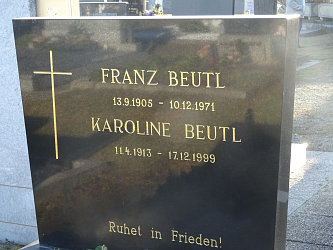 FRANZ BEUTL
13.9.1905 - 10.12.1971
KAROLINE BEUTL
11.4.1913 - 17.12.1999
Ruhet in Frieden!